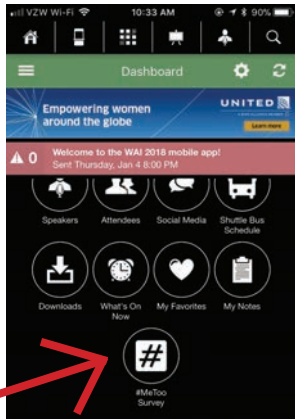 VZW Wi-Fi 10:33 AM 90%
Dashboard
Empowering women
around the globe
UNITED
Learn more
0 Welcome to the WAI 2018 mobile app!
Sent Thursday, Jan 4 8:00 PM
Speakers Attendees Social Media Shuttle Bus
Schedule
Downloads What's On My Favorites My Notes
Now
#
#MeToo
Survey